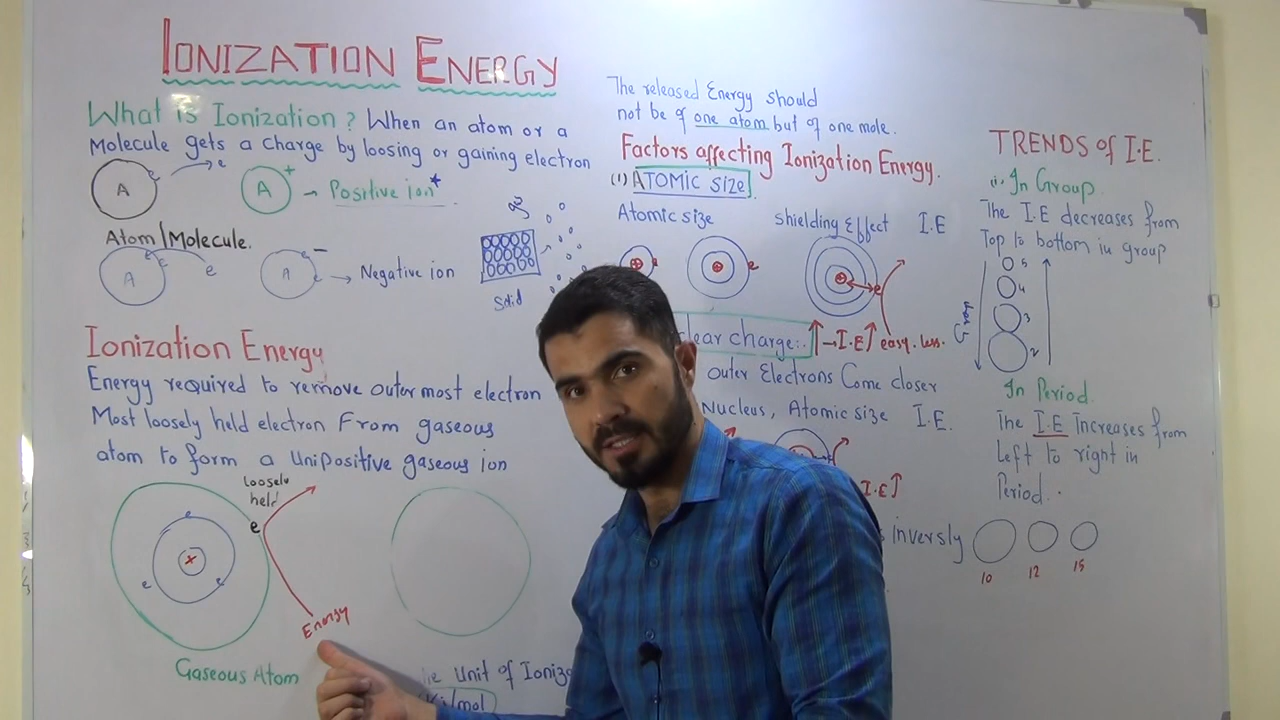 IONIZATION ENERGY
What is Ionization? When an atom or a
Molecule gets a charge by loosing or gaining electron
A e e A + → Positive ion*
Atom/Molecule.
A e e e A e − → Negative ion
Solid
Ionization Energy
Energy required to remove outer most electron
Most loosely held electron From gaseous
atom to form a Unipositive gaseous ion
loosely
held
e
e
e e
Energy
Gaseous Atom
Unit of
Kj/mol
The released Energy should
not be of one atom but of one mole.
Factors affecting Ionization Energy.
(1) ATOMIC SIZE
Atomic size shielding Effect I.E
e e e
clear charge:. ↑→I.E↑ easy. less.
outer Electrons Come closer
Nucleus, Atomic size I.E.
I.E↑
inversly
TRENDS of I.E.
(i) In Group
The I.E decreases from
Top to bottom in group
5
4
3
2
In Period.
The I.E Increases from
Left to right in
Period.
10 12 15